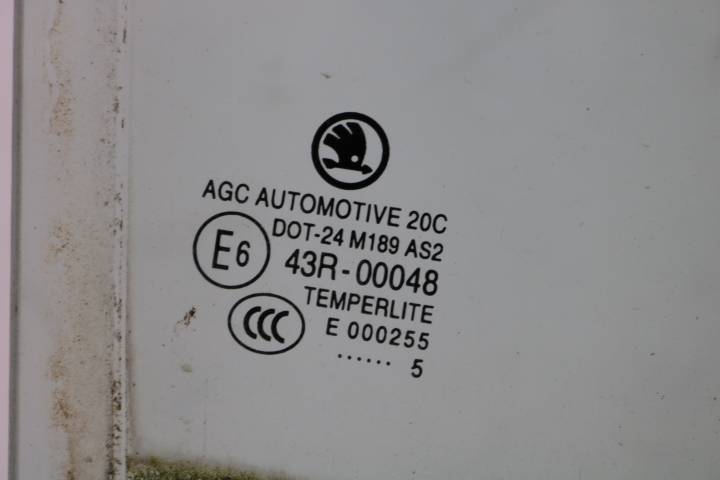 AGC AUTOMOTIVE 20C
DOT-24 M189 AS2
E6
43R-00048
TEMPERLITE
CCC
E 000255
...... 5